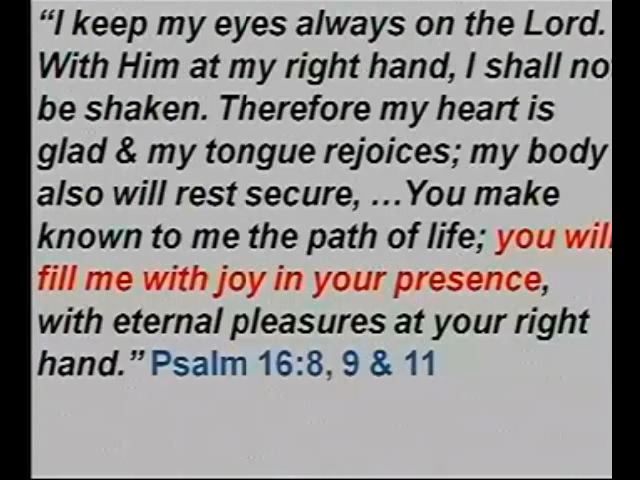 “I keep my eyes always on the Lord.
With Him at my right hand, I shall no
be shaken. Therefore my heart is
glad & my tongue rejoices; my body
also will rest secure, …You make
known to me the path of life; you wil
fill me with joy in your presence,
with eternal pleasures at your right
hand.” Psalm 16:8, 9 & 11